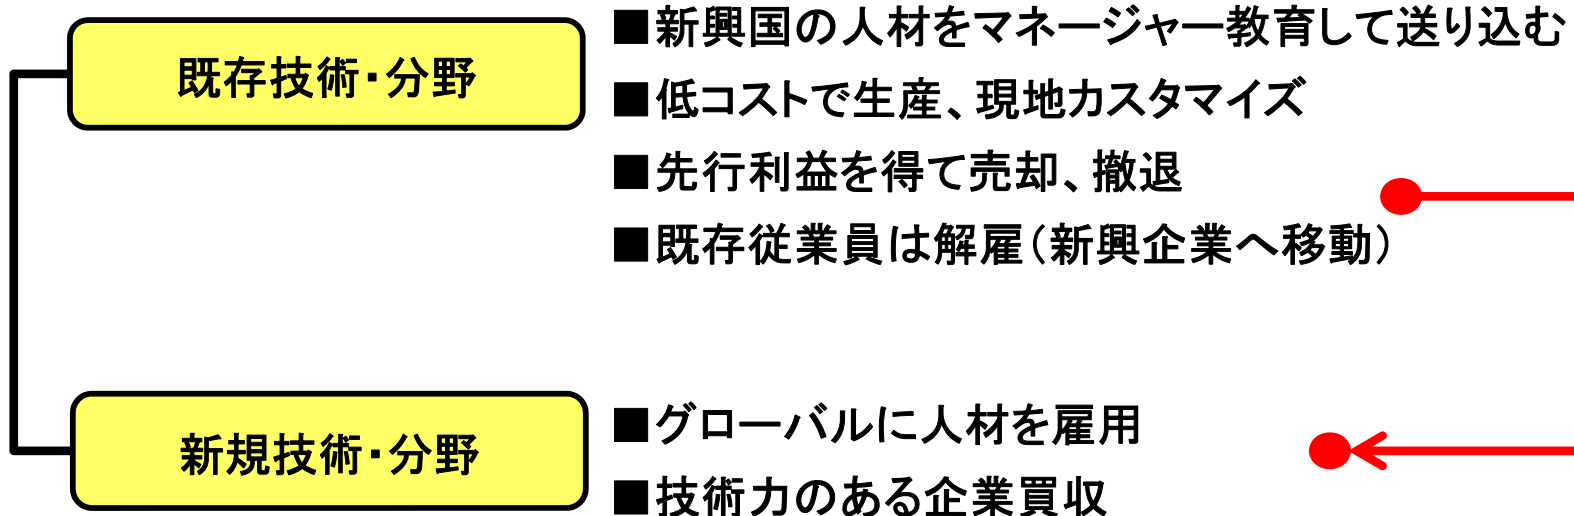 既存技術・分野
■新興国の人材をマネージャー教育して送り込む
■低コストで生産、現地カスタマイズ
■先行利益を得て売却、撤退
■既存従業員は解雇(新興企業へ移動)
新規技術・分野
■グローバルに人材を雇用
■技術力のある企業買収